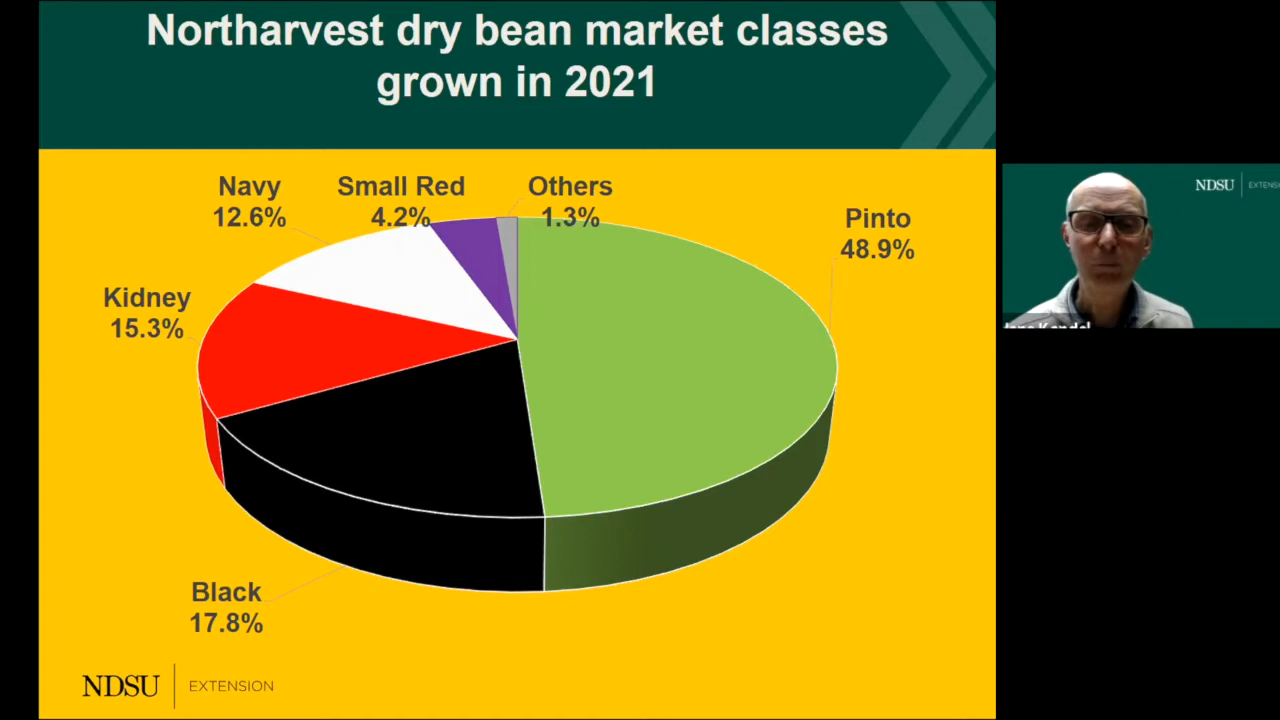 Northarvest dry bean market classes
grown in 2021
Navy
12.6%
Small Red
4.2%
Others
1.3%
Pinto
48.9%
Kidney
15.3%
Black
17.8%
NDSU
EXTENSION
NDSU